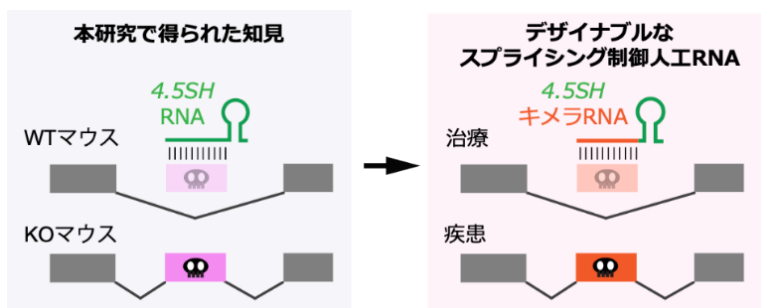 本研究で得られた知見
4.5SH
RNA
WTマウス
KOマウス
デザイナブルな
スプライシング制御人工RNA
4.5SH
キメラRNA
治療
疾患